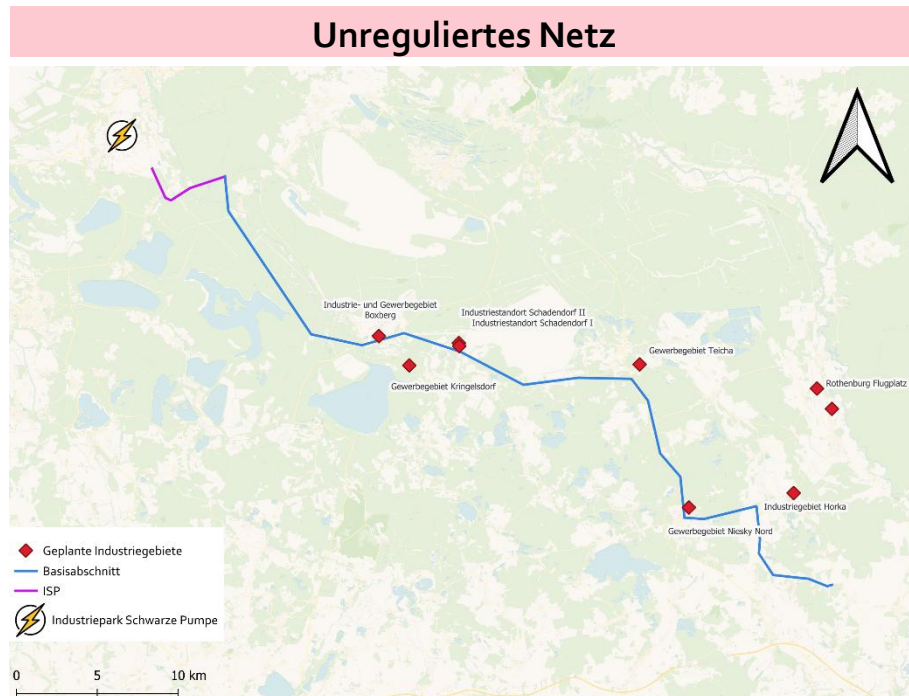 Unreguliertes Netz
Industrie- und Gewerbegebiet
Boxberg
Industriestandort Schadendorf II
Industriestandort Schadendorf I
Gewerbegebiet Teicha
Gewerbegebiet Kringelsdorf
Rothenburg Flugplatz
Industriegebiet Horka
Gewerbegebiet Niesky Nord
Geplante Industriegebiete
Basisabschnitt
ISP
Industriepark Schwarze Pumpe
0 5 10 km